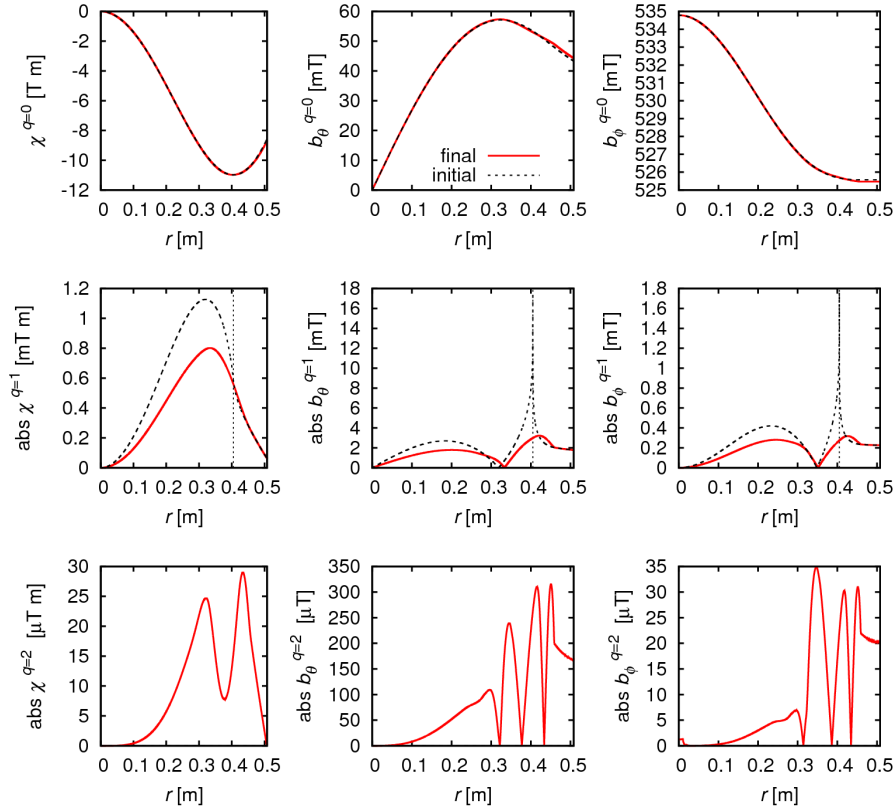 0
-2
-4
-6
-8
-10
-12
χ q=0 [T m]
0 0.1 0.2 0.3 0.4 0.5
r [m]
60
50
40
30
20
10
0
bθ q=0 [mT]
final
initial
0 0.1 0.2 0.3 0.4 0.5
r [m]
535
534
533
532
531
530
529
528
527
526
525
bϕ q=0 [mT]
0 0.1 0.2 0.3 0.4 0.5
r [m]
1.2
1
0.8
0.6
0.4
0.2
0
abs χ q=1 [mT m]
0 0.1 0.2 0.3 0.4 0.5
r [m]
18
16
14
12
10
8
6
4
2
0
abs bθ q=1 [mT]
0 0.1 0.2 0.3 0.4 0.5
r [m]
1.8
1.6
1.4
1.2
1
0.8
0.6
0.4
0.2
0
abs bϕ q=1 [mT]
0 0.1 0.2 0.3 0.4 0.5
r [m]
30
25
20
15
10
5
0
abs χ q=2 [μT m]
0 0.1 0.2 0.3 0.4 0.5
r [m]
350
300
250
200
150
100
50
0
abs bθ q=2 [μT]
0 0.1 0.2 0.3 0.4 0.5
r [m]
35
30
25
20
15
10
5
0
abs bϕ q=2 [μT]
0 0.1 0.2 0.3 0.4 0.5
r [m]